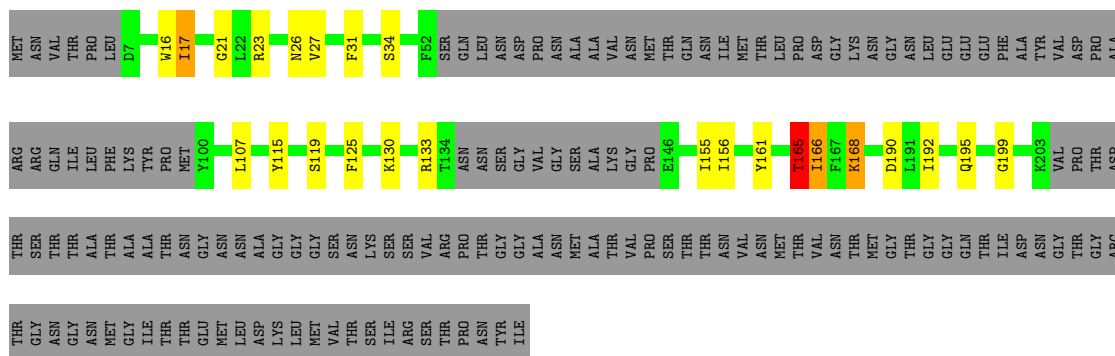 MET ASN VAL THR PRO LEU D7 W16 I17 G21 L22 R23 N26 V27 F31 S34 F52 SER GLN LEU ASN ASP PRO ASN ALA ALA VAL ASN MET THR GLN ASN ILE MET THR LEU PRO ASP GLY LYS ASN GLY ASN LEU GLU GLU GLU PHE ALA TYR VAL ASP PRO ALA
ARG ARG GLN ILE LEU PHE LYS TYR PRO MET Y100 L107 Y115 S119 F125 K130 R133 T134 ASN ASN SER GLY VAL GLY SER ALA LYS GLY PRO E146 I155 I156 Y161 T165 I166 F167 K168 D190 L191 I192 Q195 G199 K203 VAL PRO THR ASP
THR SER THR THR ALA THR ALA ALA THR ASN GLY ASN ASN ALA GLY GLY GLY SER ASN LYS SER SER VAL ARG PRO THR GLY GLY ALA ASN MET ALA THR VAL PRO SER THR THR ASN VAL ASN MET THR VAL ASN THR MET GLY THR GLY GLY GLN THR ILE ASP ASN GLY THR GLY ARG
THR GLY ASN GLY ASN MET GLY ILE THR THR GLU MET LEU ASP LYS LEU MET VAL THR SER ILE ARG SER THR PRO ASN TYR ILE